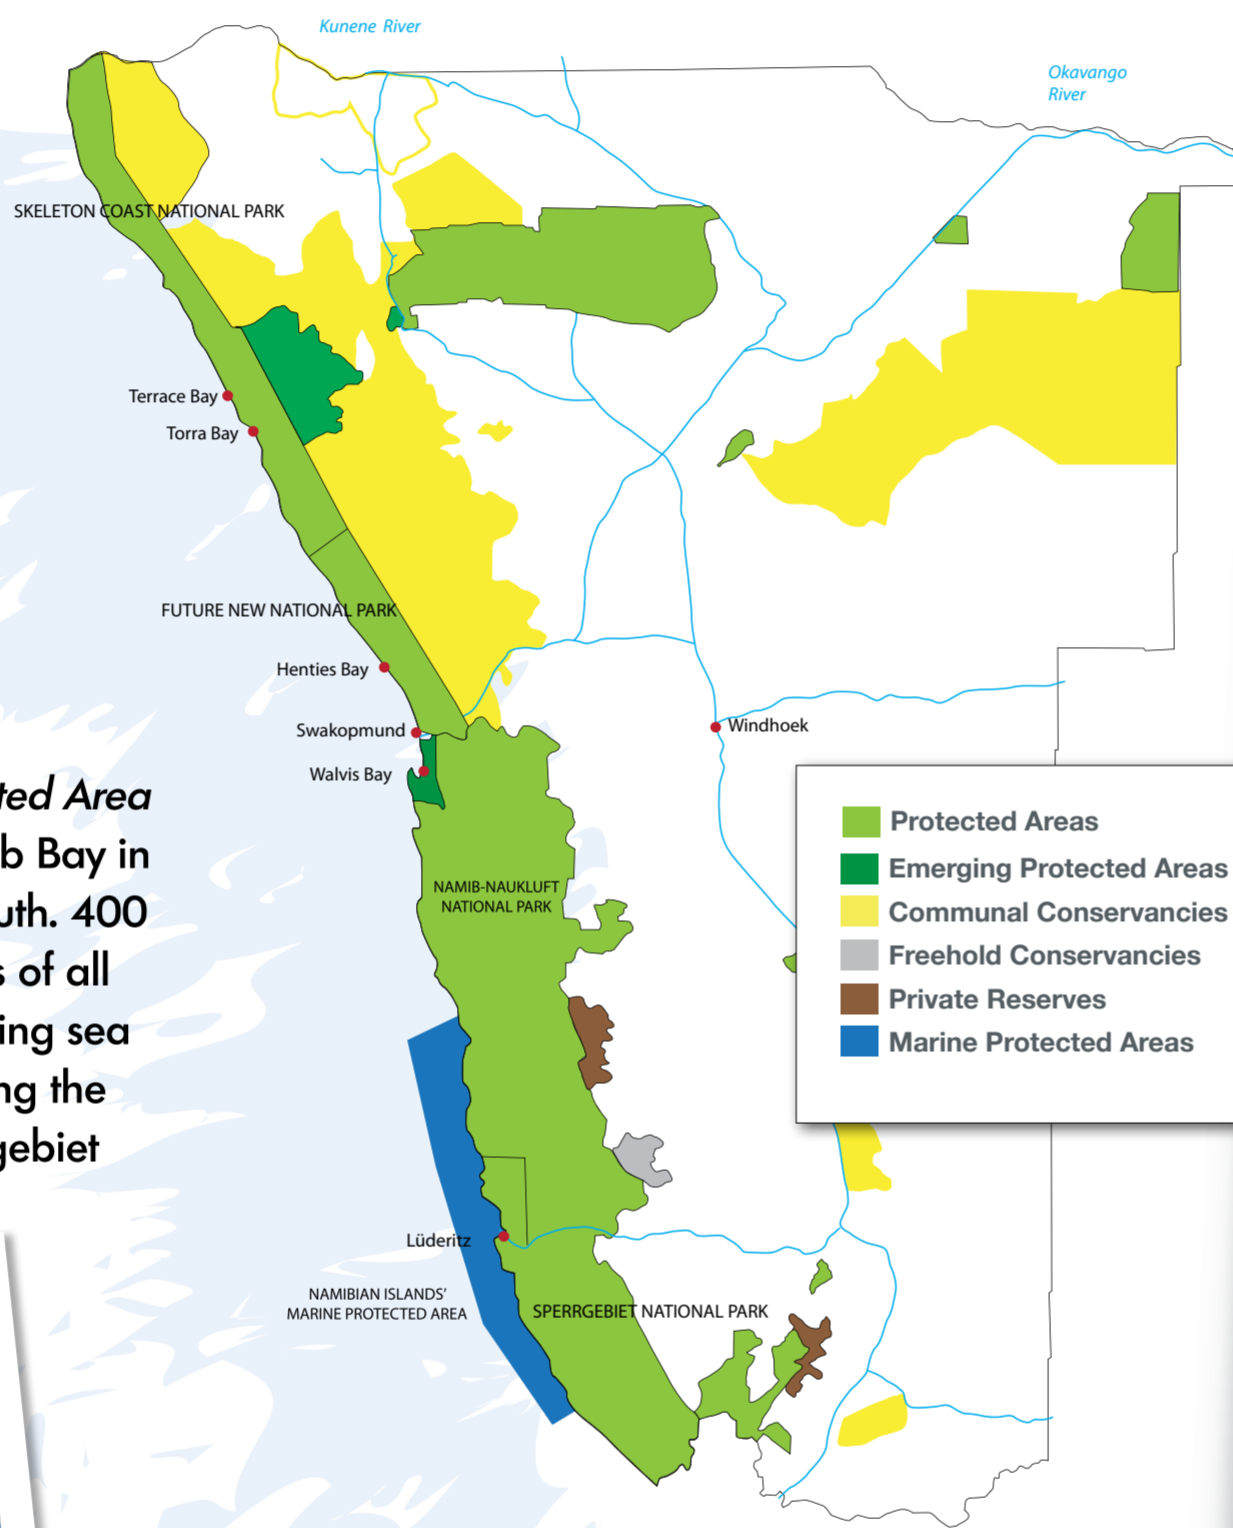 Kunene River
Okavango
River
SKELETON COAST NATIONAL PARK
Terrace Bay
Torra Bay
FUTURE NEW NATIONAL PARK
Henties Bay
Swakopmund
Windhoek
Walvis Bay
ted Area
b Bay in
uth. 400
s of all
ing sea
ng the
gebiet
Protected Areas
Emerging Protected Areas
Communal Conservancies
Freehold Conservancies
Private Reserves
Marine Protected Areas
NAMIB-NAUKLUFT
NATIONAL PARK
Lüderitz
NAMIBIAN ISLANDS'
MARINE PROTECTED AREA
SPERRGEBIET NATIONAL PARK